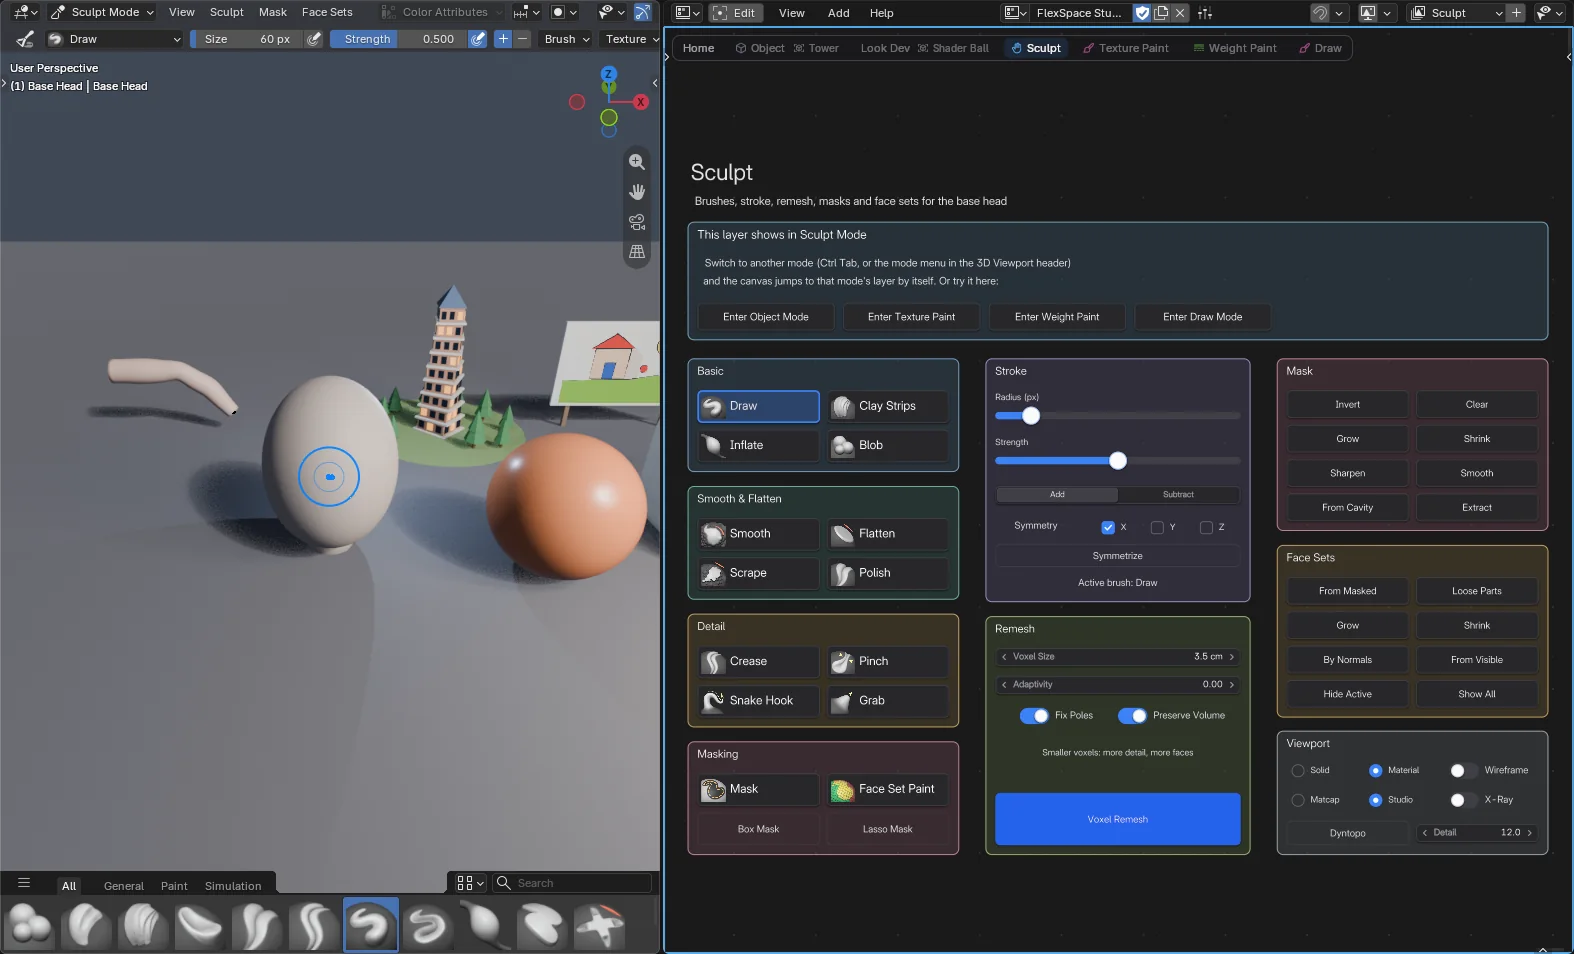 Sculpt Mode View Sculpt Mask Face Sets Color Attributes
Draw Size 60 px Strength 0.500 Brush Texture
User Perspective
(1) Base Head | Base Head
Z
X
All General Paint Simulation Search
Edit View Add Help FlexSpace Stu... Sculpt
Home Object Tower Look Dev Shader Ball Sculpt Texture Paint Weight Paint Draw
Sculpt
Brushes, stroke, remesh, masks and face sets for the base head
This layer shows in Sculpt Mode
Switch to another mode (Ctrl Tab, or the mode menu in the 3D Viewport header)
and the canvas jumps to that mode's layer by itself. Or try it here:
Enter Object Mode Enter Texture Paint Enter Weight Paint Enter Draw Mode
Basic
Draw Clay Strips
Inflate Blob
Smooth & Flatten
Smooth Flatten
Scrape Polish
Detail
Crease Pinch
Snake Hook Grab
Masking
Mask Face Set Paint
Box Mask Lasso Mask
Stroke
Radius (px)
Strength
Add Subtract
Symmetry X Y Z
Symmetrize
Active brush: Draw
Remesh
Voxel Size 3.5 cm
Adaptivity 0.00
Fix Poles Preserve Volume
Smaller voxels: more detail, more faces
Voxel Remesh
Mask
Invert Clear
Grow Shrink
Sharpen Smooth
From Cavity Extract
Face Sets
From Masked Loose Parts
Grow Shrink
By Normals From Visible
Hide Active Show All
Viewport
Solid Material Wireframe
Matcap Studio X-Ray
Dyntopo Detail 12.0